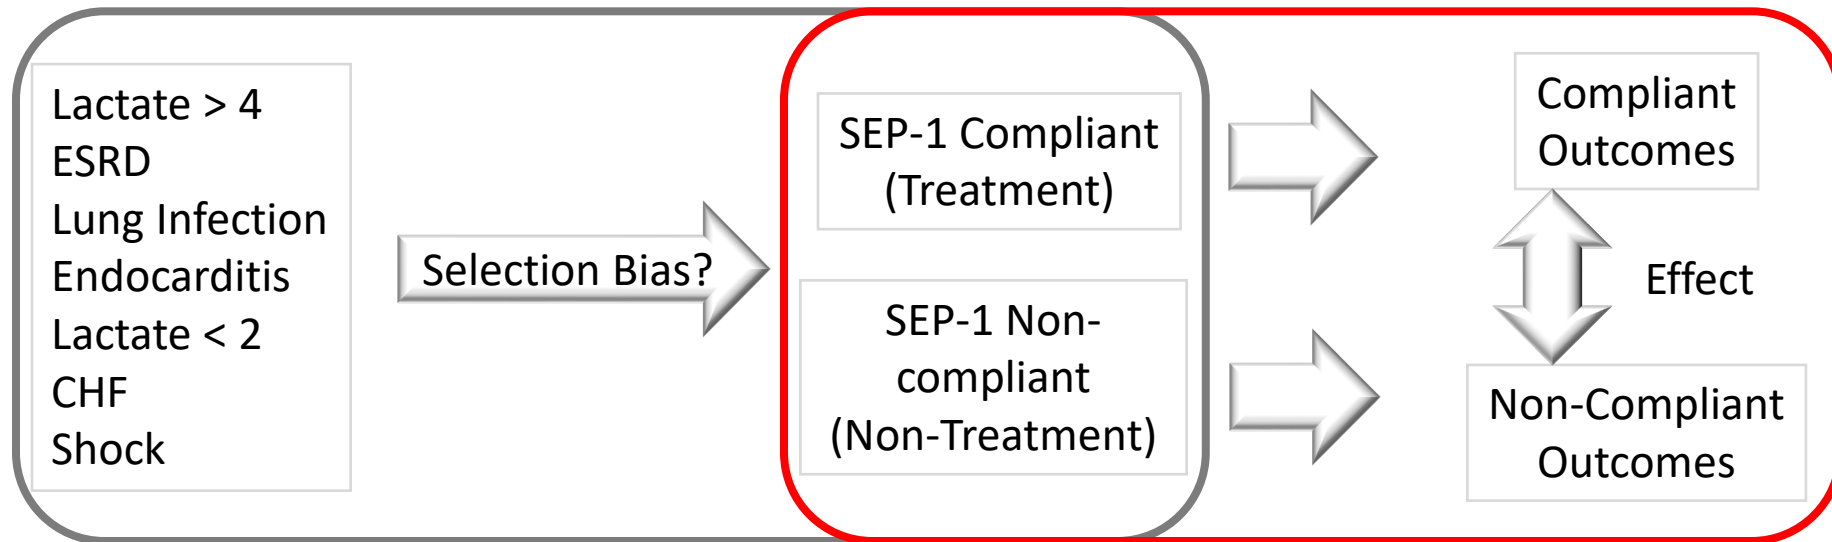 Lactate > 4
ESRD
Lung Infection
Endocarditis
Lactate < 2
CHF
Shock
Selection Bias?
SEP-1 Compliant
(Treatment)
SEP-1 Non-
compliant
(Non-Treatment)
Compliant
Outcomes
Effect
Non-Compliant
Outcomes